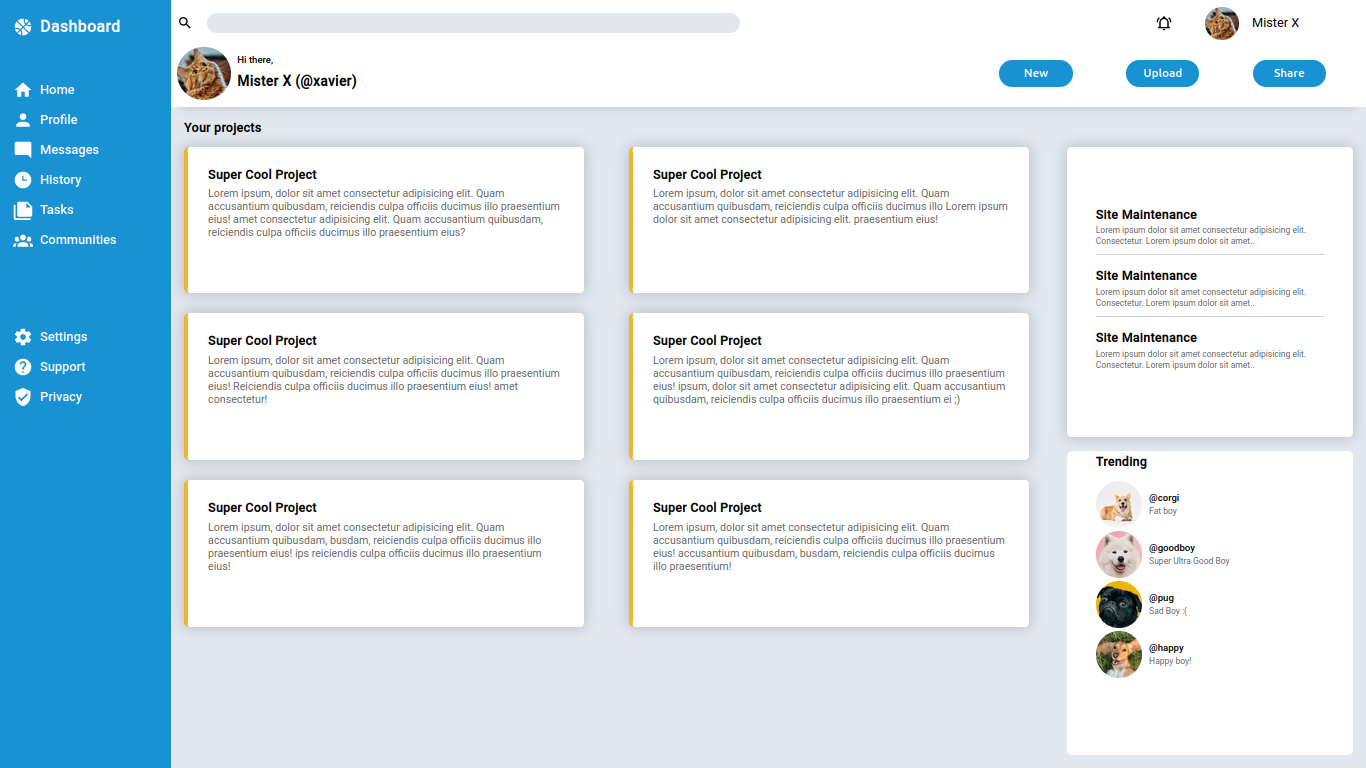 Dashboard
Home
Profile
Messages
History
Tasks
Communities
Settings
Support
Privacy
Mister X
Hi there,
Mister X (@xavier)
New
Upload
Share
Your projects
Super Cool Project
Lorem ipsum, dolor sit amet consectetur adipisicing elit. Quam
accusantium quibusdam, reiciendis culpa officiis ducimus illo praesentium
eius! amet consectetur adipisicing elit. Quam accusantium quibusdam,
reiciendis culpa officiis ducimus illo praesentium eius?
Super Cool Project
Lorem ipsum, dolor sit amet consectetur adipisicing elit. Quam
accusantium quibusdam, reiciendis culpa officiis ducimus illo Lorem ipsum
dolor sit amet consectetur adipisicing elit. praesentium eius!
Super Cool Project
Lorem ipsum, dolor sit amet consectetur adipisicing elit. Quam
accusantium quibusdam, reiciendis culpa officiis ducimus illo praesentium
eius! Reiciendis culpa officiis ducimus illo praesentium eius! amet
consectetur!
Super Cool Project
Lorem ipsum, dolor sit amet consectetur adipisicing elit. Quam
accusantium quibusdam, reiciendis culpa officiis ducimus illo praesentium
eius! ipsum, dolor sit amet consectetur adipisicing elit. Quam accusantium
quibusdam, reiciendis culpa officiis ducimus illo praesentium ei ;)
Super Cool Project
Lorem ipsum, dolor sit amet consectetur adipisicing elit. Quam
accusantium quibusdam, busdam, reiciendis culpa officiis ducimus illo
praesentium eius! ips reiciendis culpa officiis ducimus illo praesentium
eius!
Super Cool Project
Lorem ipsum, dolor sit amet consectetur adipisicing elit. Quam
accusantium quibusdam, reiciendis culpa officiis ducimus illo praesentium
eius! accusantium quibusdam, busdam, reiciendis culpa officiis ducimus
illo praesentium!
Site Maintenance
Lorem ipsum dolor sit amet consectetur adipisicing elit.
Consectetur. Lorem ipsum dolor sit amet..
Site Maintenance
Lorem ipsum dolor sit amet consectetur adipisicing elit.
Consectetur. Lorem ipsum dolor sit amet..
Site Maintenance
Lorem ipsum dolor sit amet consectetur adipisicing elit.
Consectetur. Lorem ipsum dolor sit amet..
Trending
@corgi
Fat boy
@goodboy
Super Ultra Good Boy
@pug
Sad Boy :(
@happy
Happy boy!